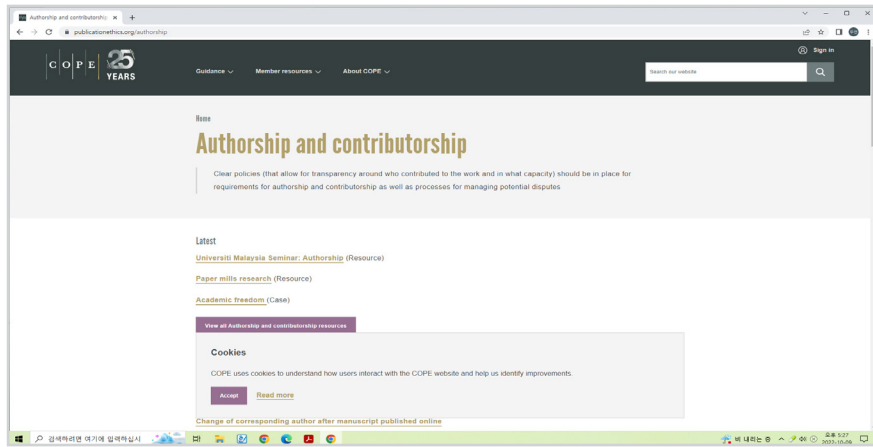 Authorship and contributorship
publicationethics.org/authorship
C O P E 25 YEARS
Guidance
Member resources
About COPE
Sign in
Search our website
Home
Authorship and contributorship
Clear policies (that allow for transparency around who contributed to the work and in what capacity) should be in place for
requirements for authorship and contributorship as well as processes for managing potential disputes
Latest
Universiti Malaysia Seminar: Authorship (Resource)
Paper mills research (Resource)
Academic freedom (Case)
View all Authorship and contributorship resources
Cookies
COPE uses cookies to understand how users interact with the COPE website and help us identify improvements.
Accept
Read more
Change of corresponding author after manuscript published online
검색하려면 여기에 입력하십시
비 내리는 중
오후 5:27
2022-10-09